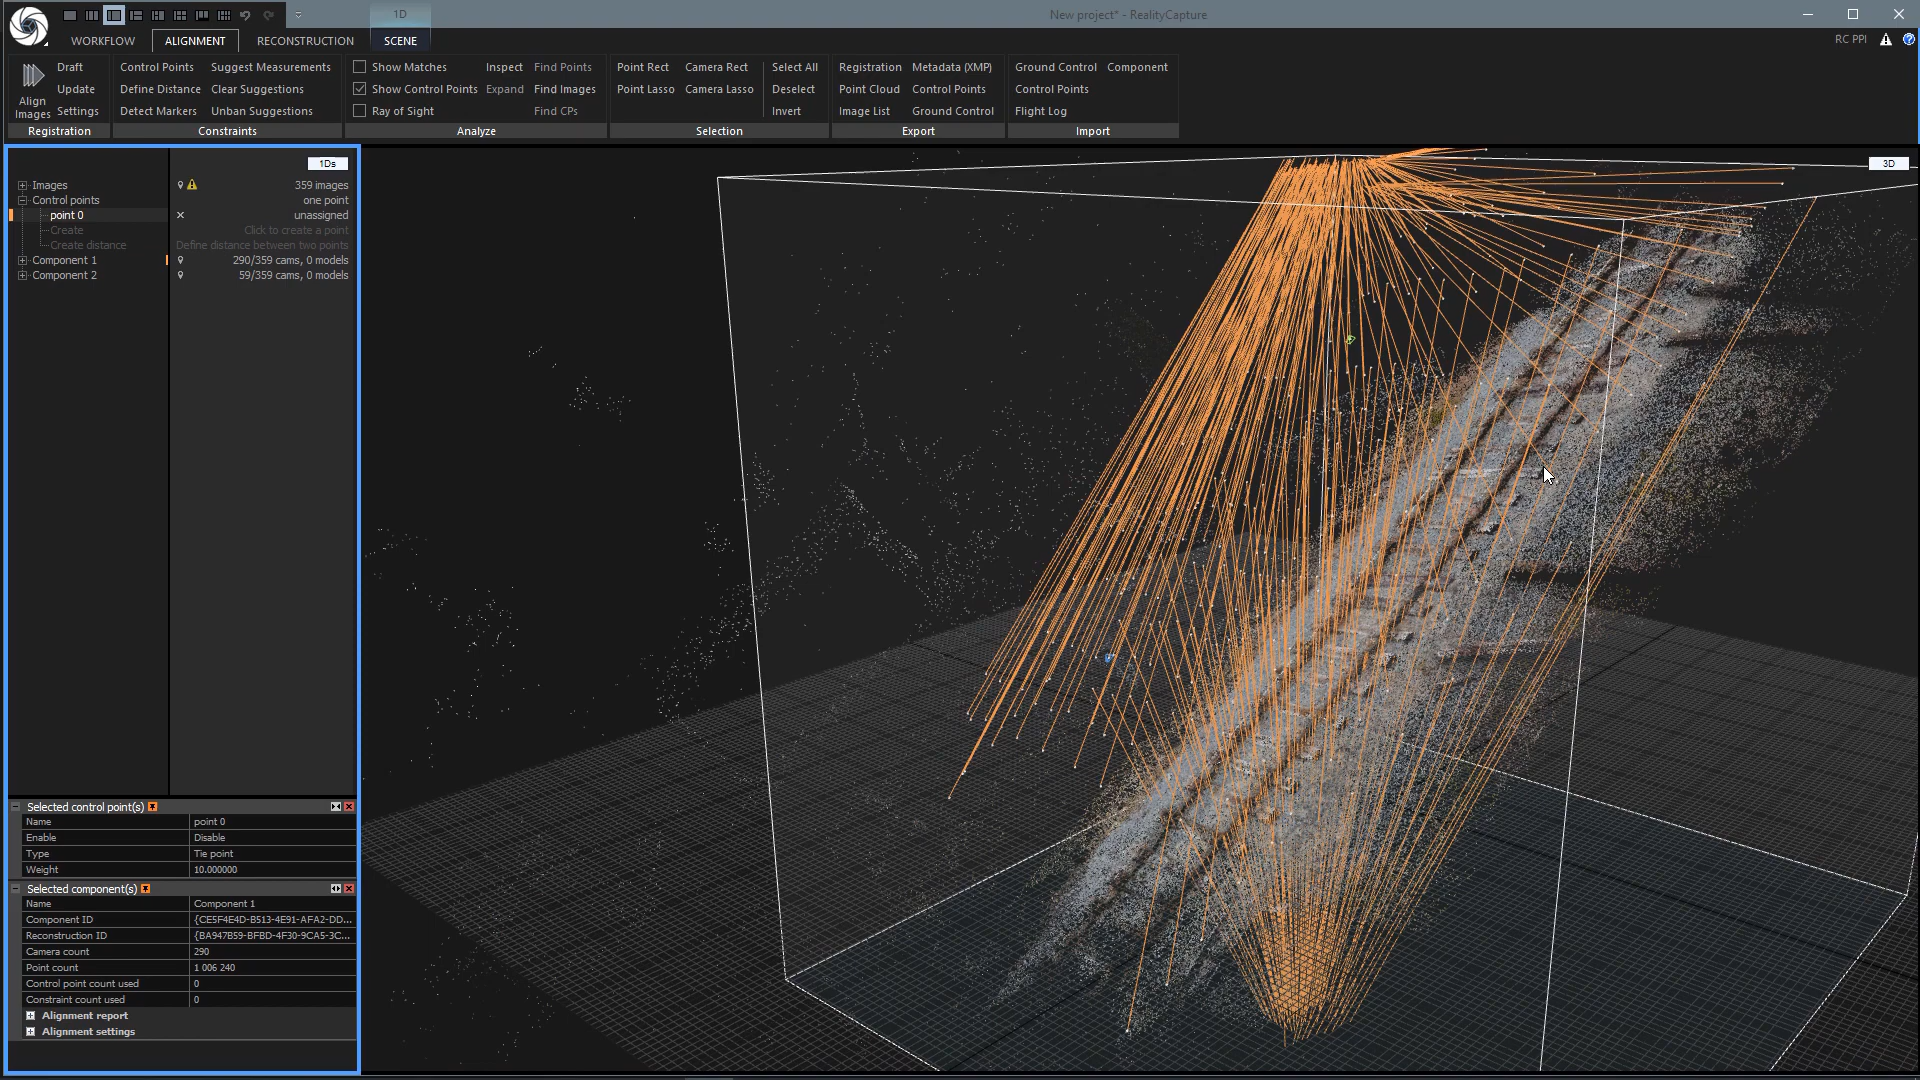 1D
New project* - RealityCapture
WORKFLOW ALIGNMENT RECONSTRUCTION SCENE
RC PPI
Draft Control Points Suggest Measurements Show Matches Inspect Find Points Point Rect Camera Rect Select All Registration Metadata (XMP) Ground Control Component
Update Define Distance Clear Suggestions Show Control Points Expand Find Images Point Lasso Camera Lasso Deselect Point Cloud Control Points Control Points
Align Images Settings Detect Markers Unban Suggestions Ray of Sight Find CPs Invert Image List Ground Control Flight Log
Registration Constraints Analyze Selection Export Import
1Ds
3D
Images 359 images
Control points one point
point 0 unassigned
Create Click to create a point
Create distance Define distance between two points
Component 1 290/359 cams, 0 models
Component 2 59/359 cams, 0 models
Selected control point(s)
Name point 0
Enable Disable
Type Tie point
Weight 10.000000
Selected component(s)
Name Component 1
Component ID {CE5F4E4D-B513-4E91-AFA2-DD...
Reconstruction ID {BA947B59-BFBD-4F30-9CA5-3C...
Camera count 290
Point count 1 006 240
Control point count used 0
Constraint count used 0
Alignment report
Alignment settings